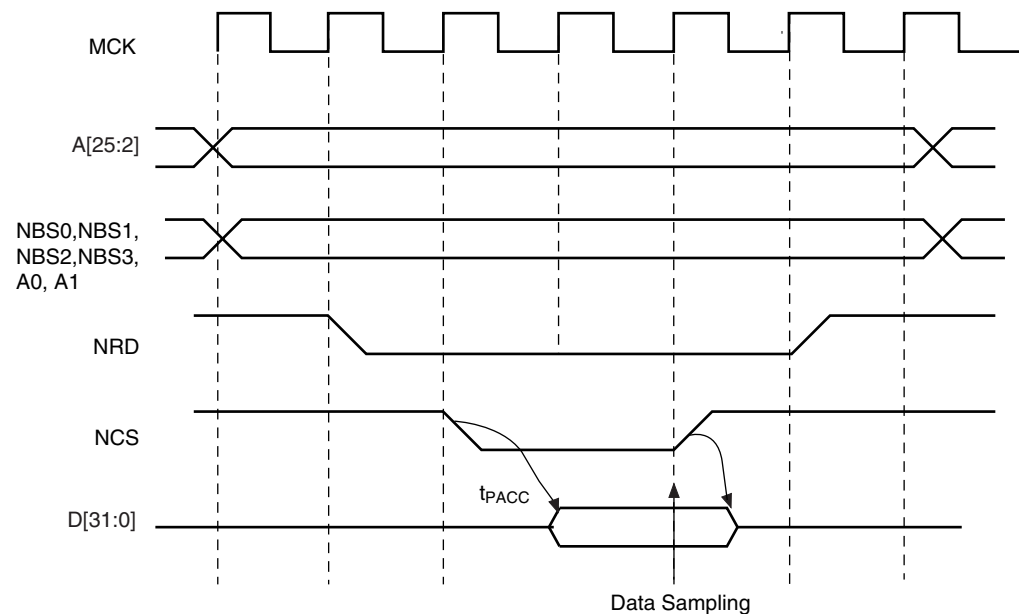 MCK
A[25:2]
NBS0,NBS1,
NBS2,NBS3,
A0, A1
NRD
NCS
tPACC
D[31:0]
Data Sampling